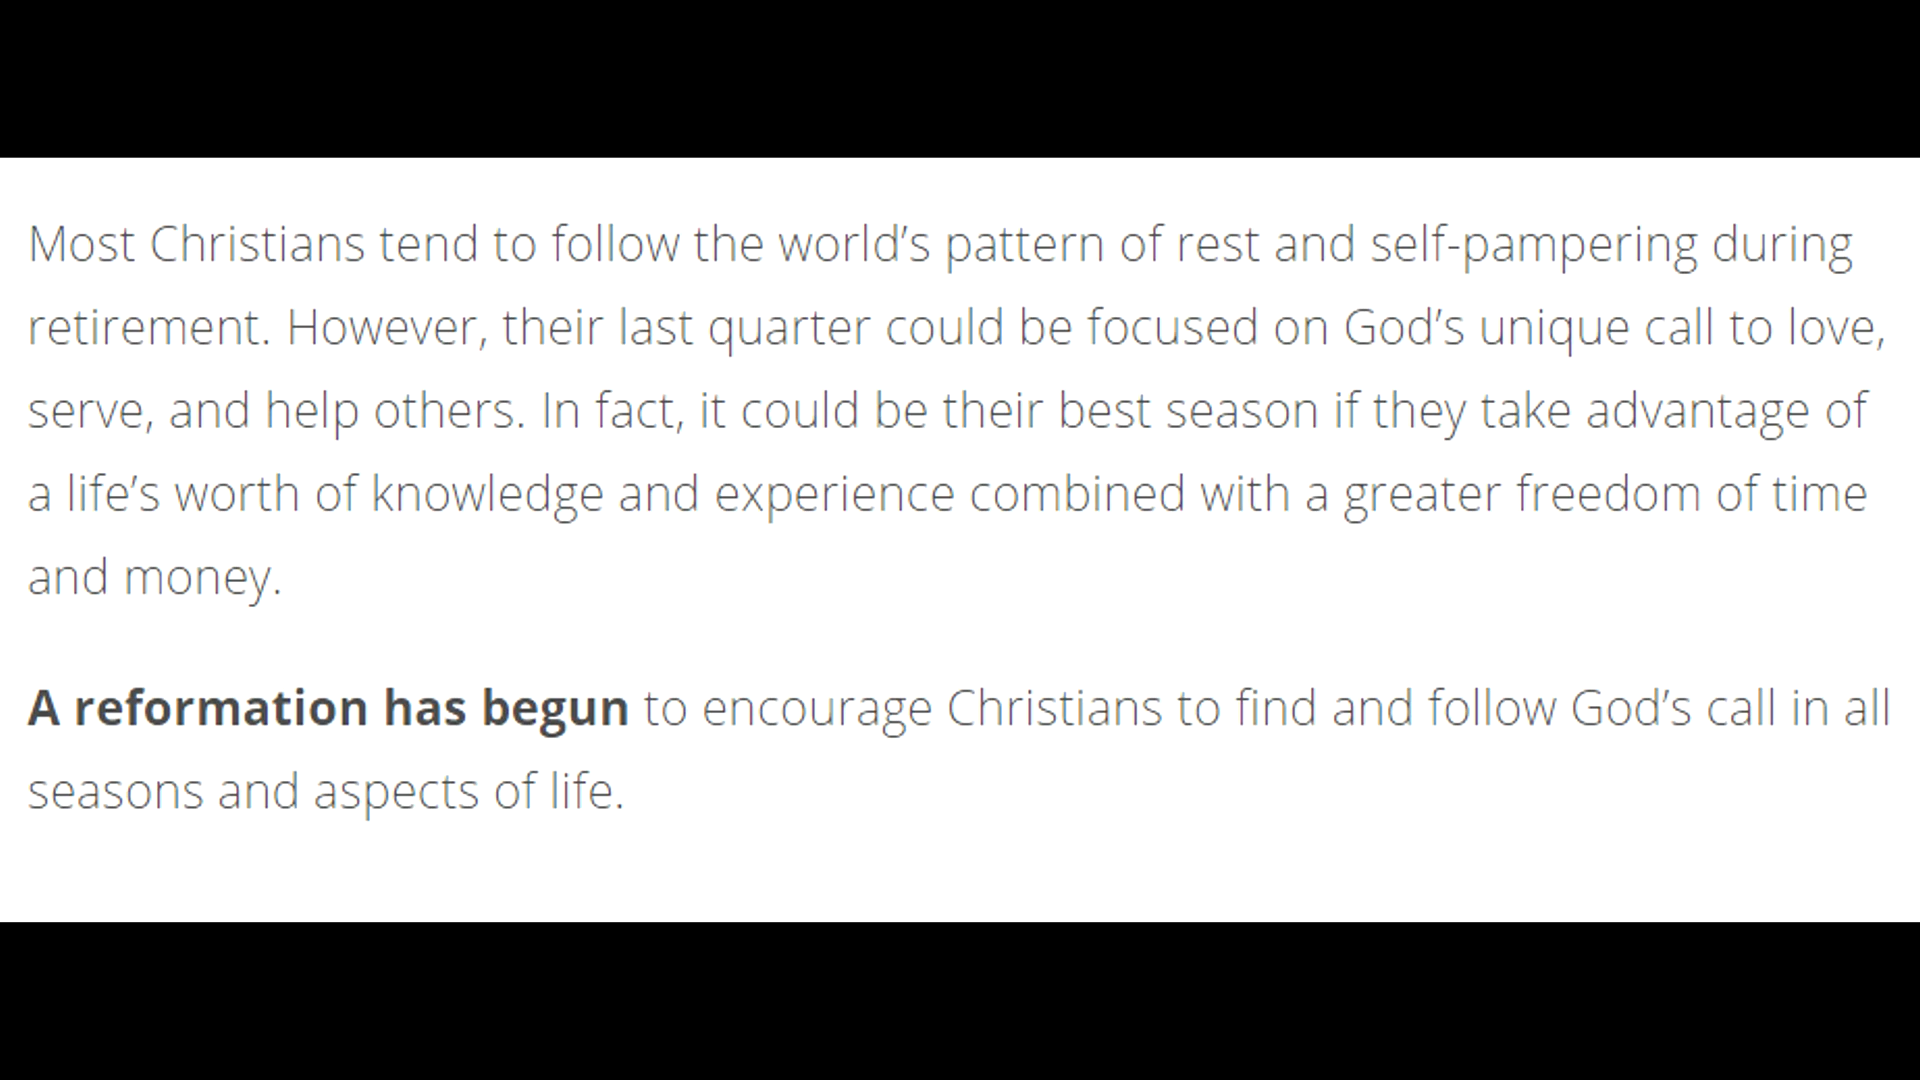 Most Christians tend to follow the world’s pattern of rest and self-pampering during
retirement. However, their last quarter could be focused on God’s unique call to love,
serve, and help others. In fact, it could be their best season if they take advantage of
a life’s worth of knowledge and experience combined with a greater freedom of time
and money.
A reformation has begun to encourage Christians to find and follow God’s call in all
seasons and aspects of life.